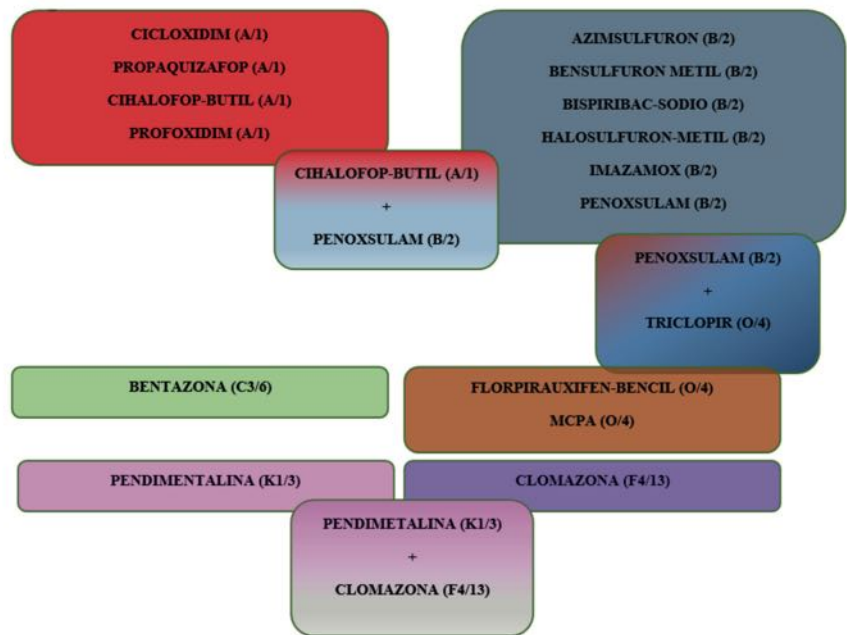 CICLOXIDIM (A/1)
PROPAQUIZAFOP (A/1)
CIHALOFOP-BUTIL (A/1)
PROFOXIDIM (A/1)
AZIMSULFURON (B/2)
BENSULFURON METIL (B/2)
BISPIRIBAC-SODIO (B/2)
HALOSULFURON-METIL (B/2)
IMAZAMOX (B/2)
PENOXSULAM (B/2)
CIHALOFOP-BUTIL (A/1)
+
PENOXSULAM (B/2)
PENOXSULAM (B/2)
+
TRICLOPIR (O/4)
BENTAZONA (C3/6)
FLORPIRAUXIFEN-BENCIL (O/4)
MCPA (O/4)
PENDIMENTALINA (K1/3)
CLOMAZONA (F4/13)
PENDIMETALINA (K1/3)
+
CLOMAZONA (F4/13)